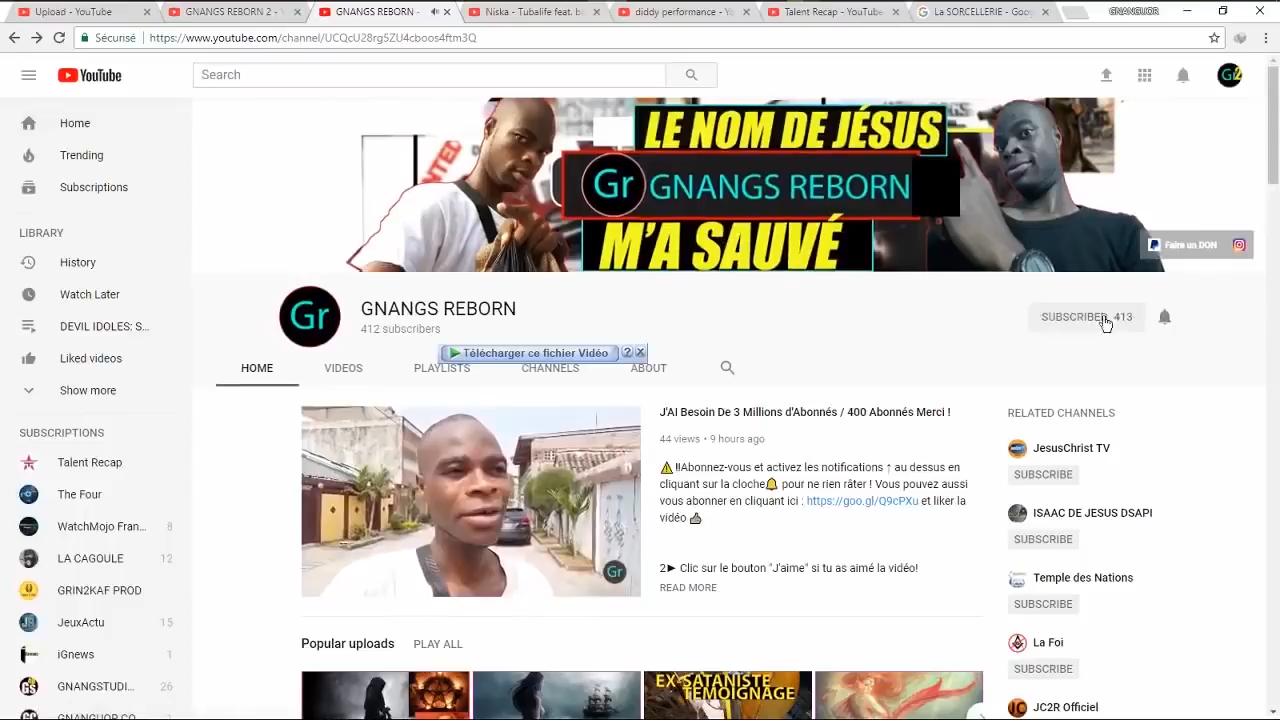 Upload - YouTube
GNANGS REBORN 2 - Y
GNANGS REBORN -
Niska - Tubalife feat. b
diddy performance - Yo
Talent Recap - YouTube
La SORCELLERIE - Goog
GNANGUOR
Sécurisé
https://www.youtube.com/channel/UCQcU28rg5ZU4cboos4ftm3Q
YouTube
Search
Gr2
Home
Trending
Subscriptions
LIBRARY
History
Watch Later
DEVIL IDOLES: S...
Liked videos
Show more
SUBSCRIPTIONS
Talent Recap
The Four
WatchMojo Fran... 8
LA CAGOULE 12
GRIN2KAF PROD
JeuxActu 15
iGnews 1
GNANGSTUDI... 26
GNANGUOR CO
LE NOM DE JÉSUS
Gr GNANGS REBORN
M'A SAUVÉ
Faire un DON
Gr
GNANGS REBORN
412 subscribers
SUBSCRIBED 413
Télécharger ce fichier Vidéo ? X
HOME VIDEOS PLAYLISTS CHANNELS ABOUT
Gr
J'AI Besoin De 3 Millions d'Abonnés / 400 Abonnés Merci !
44 views • 9 hours ago
⚠‼Abonnez-vous et activez les notifications ↑ au dessus en
cliquant sur la cloche🔔 pour ne rien râter ! Vous pouvez aussi
vous abonner en cliquant ici : https://goo.gl/Q9cPXu et liker la
vidéo 👍
2► Clic sur le bouton "J'aime" si tu as aimé la vidéo!
READ MORE
Popular uploads PLAY ALL
EX-SATANISTE
TEMOIGNAGE
RELATED CHANNELS
JesusChrist TV
SUBSCRIBE
ISAAC DE JESUS DSAPI
SUBSCRIBE
Temple des Nations
SUBSCRIBE
La Foi
SUBSCRIBE
JC2R Officiel